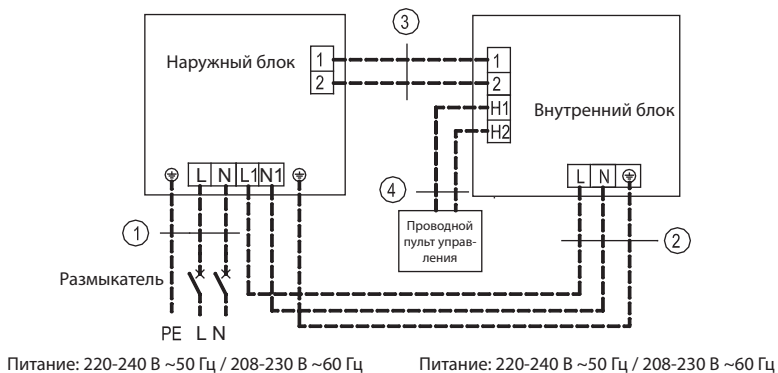 3
Наружный блок
1
2
1
2
H1
H2
Внутренний блок
L N L1 N1
L N
4
Проводной
пульт управ-
ления
1
2
Размыкатель
PE L N
Питание: 220-240 В ~50 Гц / 208-230 В ~60 Гц
Питание: 220-240 В ~50 Гц / 208-230 В ~60 Гц